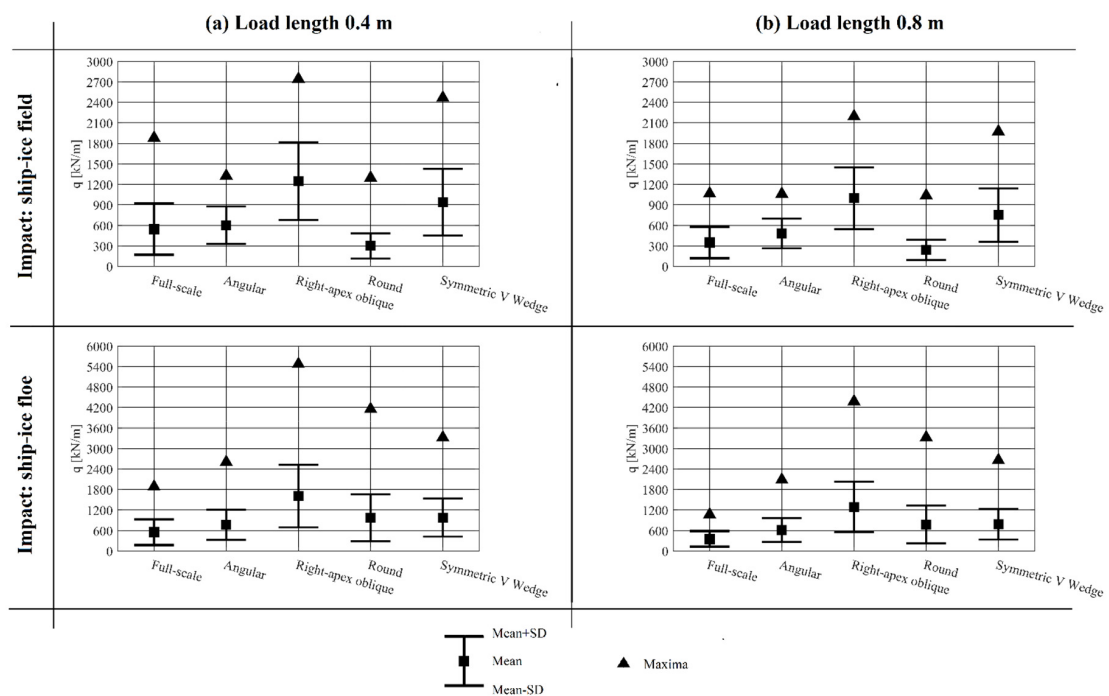 (a) Load length 0.4 m
(b) Load length 0.8 m
Impact: ship-ice field
q [kN/m]
3000
2700
2400
2100
1800
1500
1200
900
600
300
0
Full-scale
Angular
Right-apex oblique
Round
Symmetric V Wedge
q [kN/m]
3000
2700
2400
2100
1800
1500
1200
900
600
300
0
Full-scale
Angular
Right-apex oblique
Round
Symmetric V Wedge
Impact: ship-ice floe
q [kN/m]
6000
5400
4800
4200
3600
3000
2400
1800
1200
600
0
Full-scale
Angular
Right-apex oblique
Round
Symmetric V Wedge
q [kN/m]
6000
5400
4800
4200
3600
3000
2400
1800
1200
600
0
Full-scale
Angular
Right-apex oblique
Round
Symmetric V Wedge
Mean+SD
Mean
Mean-SD
Maxima